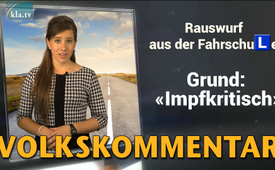 kla.tv
Rauswurf
aus der Fahrschule
Grund:
«Impfkritisch»
VOLKSKOMMENTAR